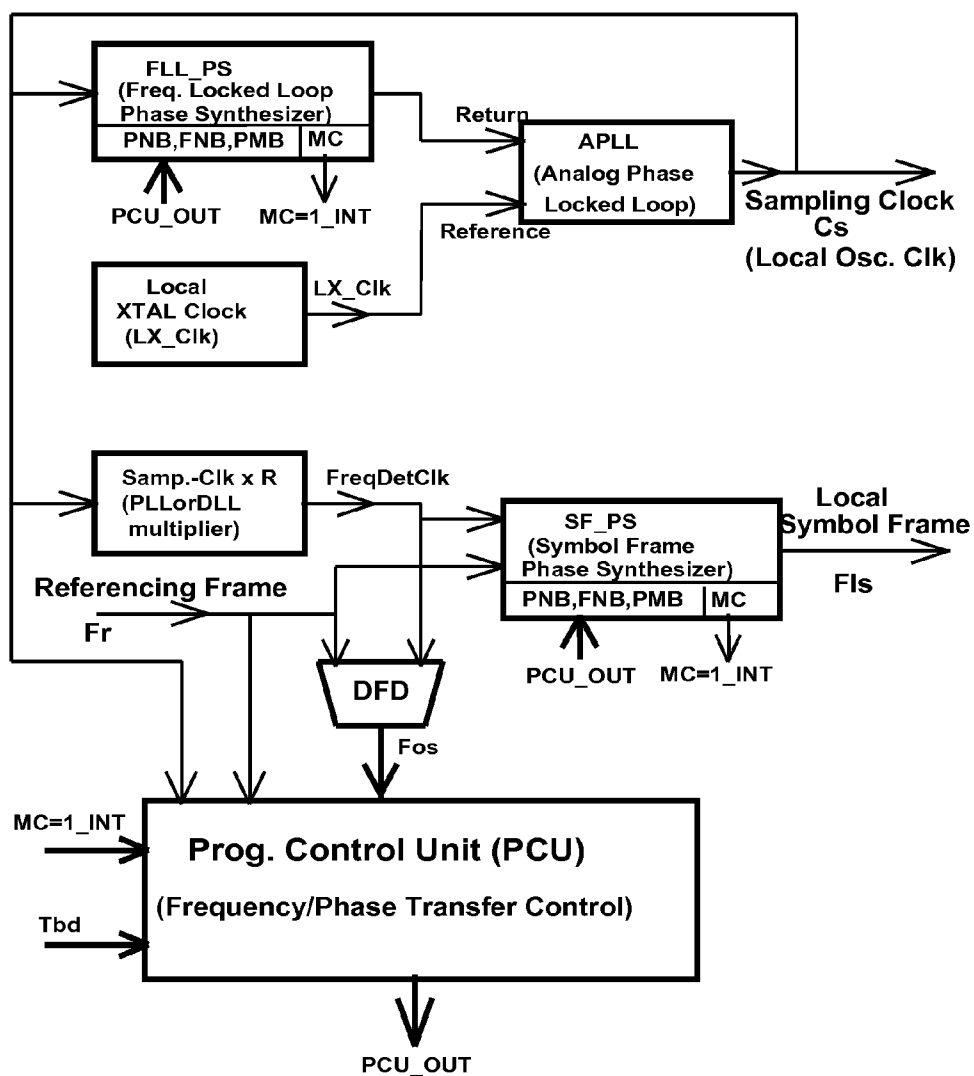 FLL_PS
(Freq. Locked Loop
Phase Synthesizer)
PNB,FNB,PMB
MC
PCU_OUT
MC=1_INT
Return
Reference
APLL
(Analog Phase
Locked Loop)
Sampling Clock
Cs
(Local Osc. Clk)
Local
XTAL Clock
(LX_Clk)
LX_Clk
Samp.-Clk x R
(PLLorDLL
multiplier)
FreqDetClk
SF_PS
(Symbol Frame
Phase Synthesizer)
PNB,FNB,PMB
MC
PCU_OUT
MC=1_INT
Local
Symbol Frame
Fls
Referencing Frame
Fr
DFD
Fos
MC=1_INT
Tbd
Prog. Control Unit (PCU)
(Frequency/Phase Transfer Control)
PCU_OUT